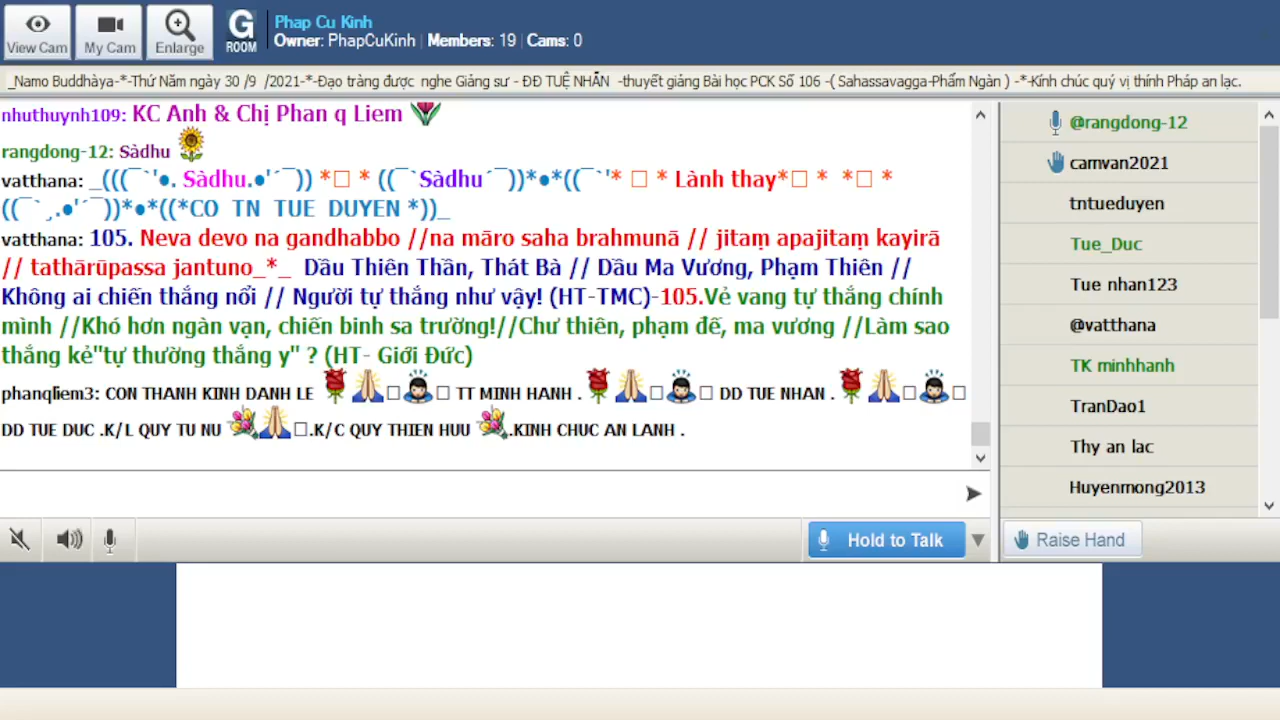 Phap Cu Kinh
Owner: PhapCuKinh | Members: 19 | Cams: 0
View Cam
My Cam
Enlarge
G
ROOM
_Namo Buddhàya-*-Thứ Năm ngày 30 /9 /2021-*-Đạo tràng được nghe Giảng sư - ĐĐ TUỆ NHẪN -thuyết giảng Bài học PCK Số 106 -( Sahassavagga-Phẩm Ngàn ) -*-Kính chúc quý vị thính Pháp an lạc.
nhuthuynh109: KC Anh & Chị Phan q Liem
rangdong-12: Sàdhu
vatthana: _(((¯`'●. Sàdhu.●'´¯)) *□ * ((¯`Sàdhu´¯))*●*((¯`'* □ * Lành thay*□ * *□ *
((¯`¸.●'´¯))*●*((*CO TN TUE DUYEN *))_
vatthana: 105. Neva devo na gandhabbo //na māro saha brahmunā // jitaṃ apajitaṃ kayirā
// tathārūpassa jantuno_*_ Dầu Thiên Thần, Thát Bà // Dầu Ma Vương, Phạm Thiên //
Không ai chiến thắng nổi // Người tự thắng như vậy! (HT-TMC)-105.Vẻ vang tự thắng chính
mình //Khó hơn ngàn vạn, chiến binh sa trường!//Chư thiên, phạm đế, ma vương //Làm sao
thắng kẻ"tự thường thắng y" ? (HT- Giới Đức)
phanqliem3: CON THANH KINH DANH LE □ □ TT MINH HANH . □ □ DD TUE NHAN . □ □
DD TUE DUC .K/L QUY TU NU □.K/C QUY THIEN HUU .KINH CHUC AN LANH .
Hold to Talk
@rangdong-12
camvan2021
tntueduyen
Tue_Duc
Tue nhan123
@vatthana
TK minhhanh
TranDao1
Thy an lac
Huyenmong2013
Raise Hand